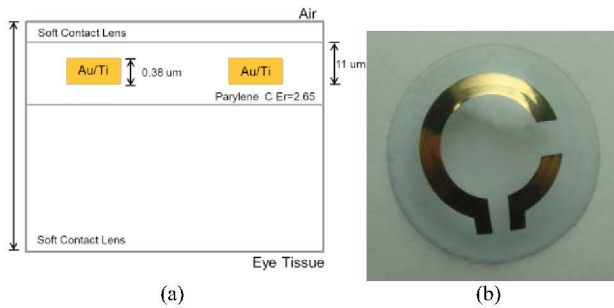 Air
Soft Contact Lens
Au/Ti
0.38 um
Au/Ti
11 um
Parylene C Er=2.65
Soft Contact Lens
Eye Tissue
(a)
(b)